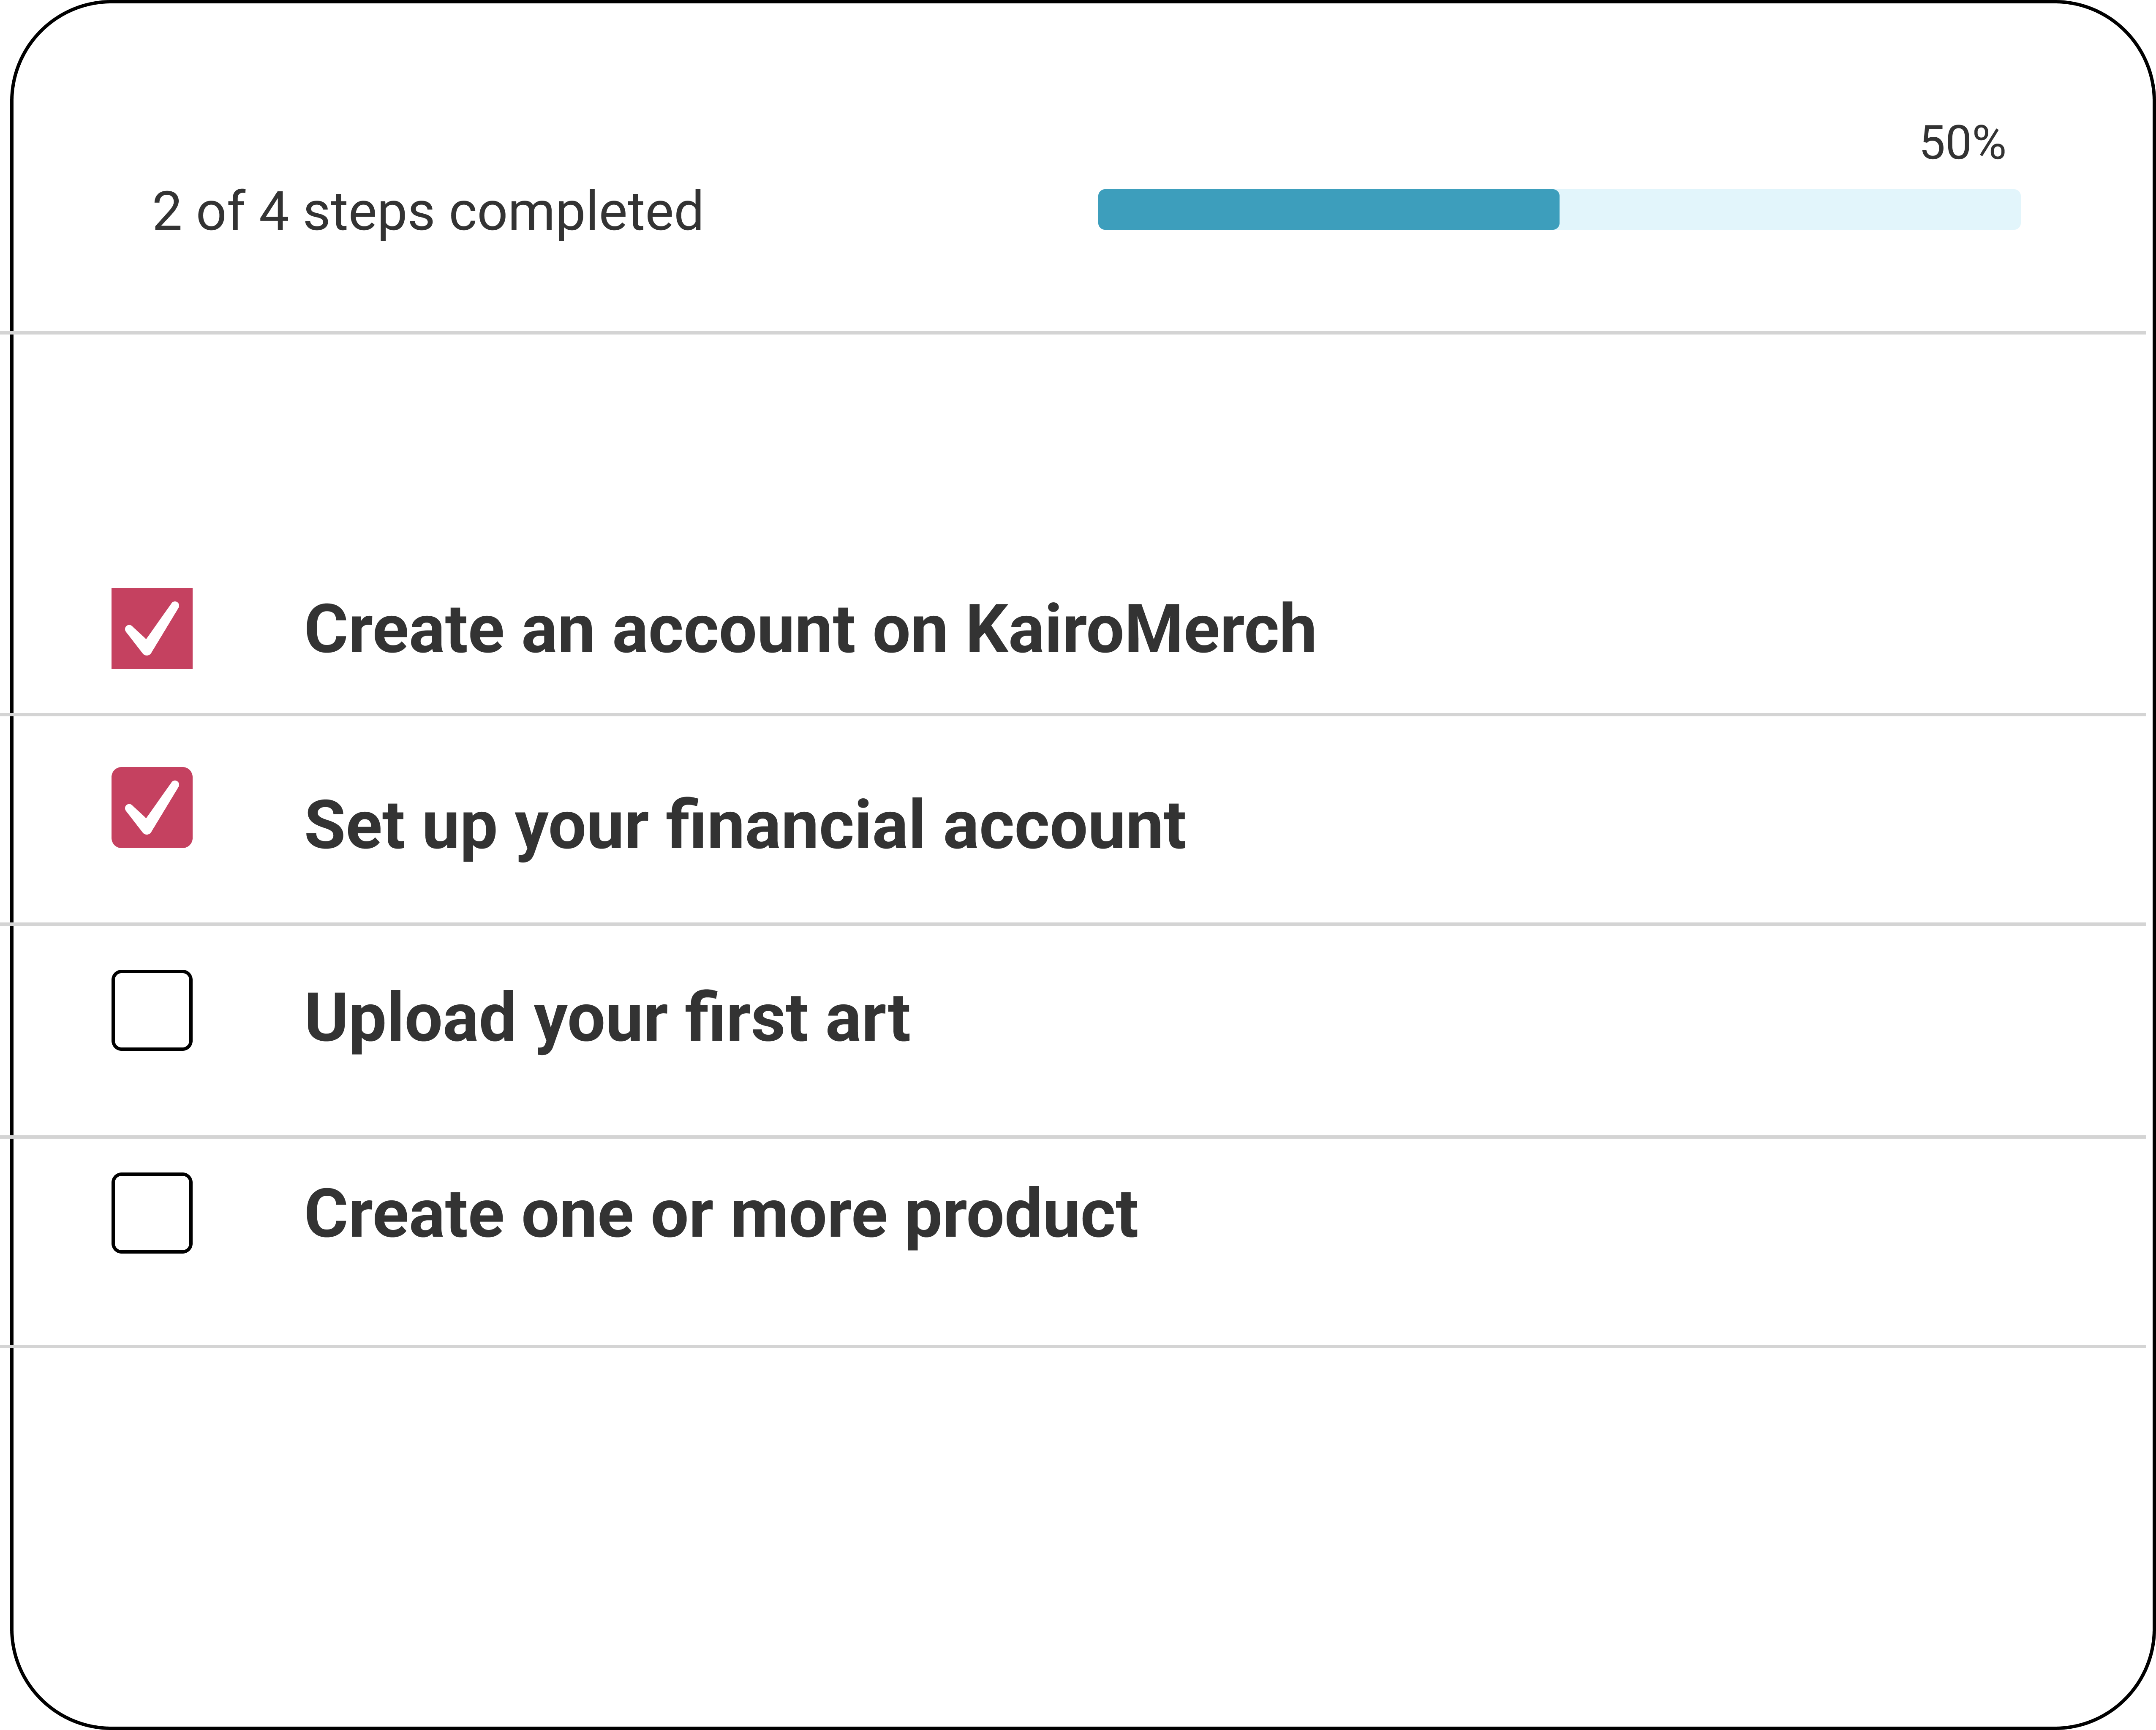 50%
2 of 4 steps completed
Create an account on KairoMerch
Set up your financial account
Upload your first art
Create one or more product